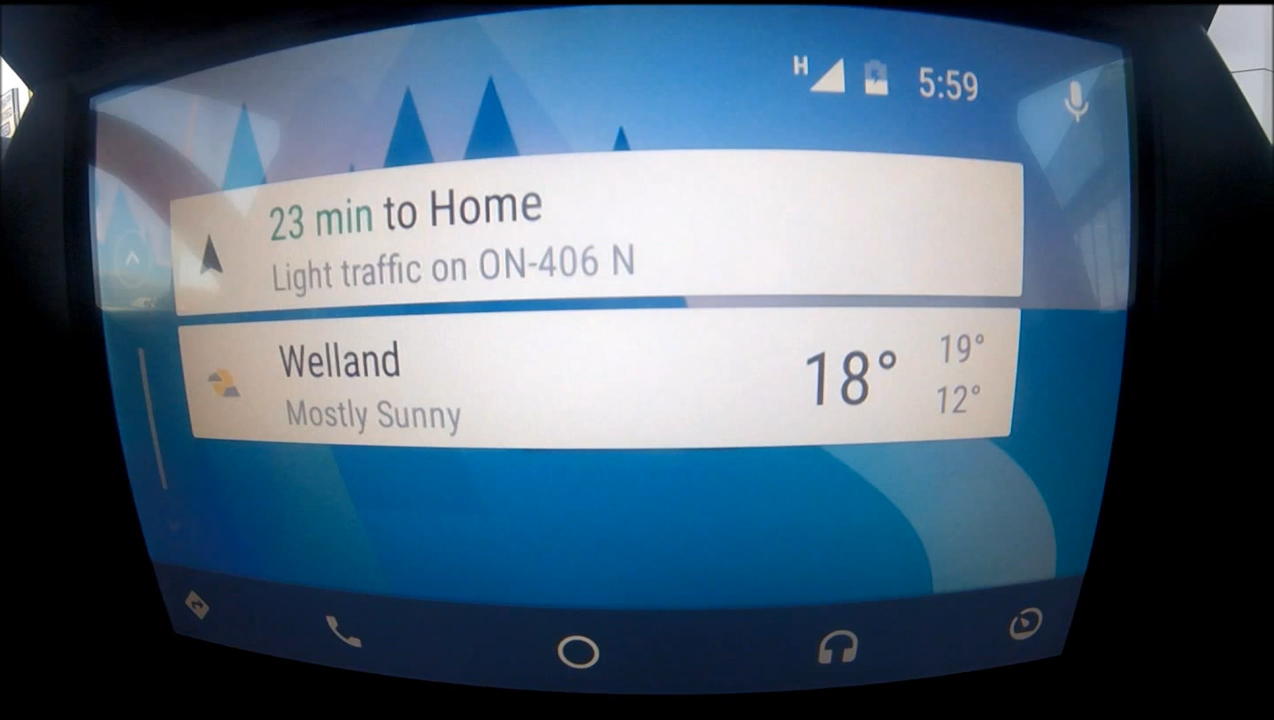 H
5:59
23 min to Home
Light traffic on ON-406 N
Welland
Mostly Sunny
18°
19°
12°